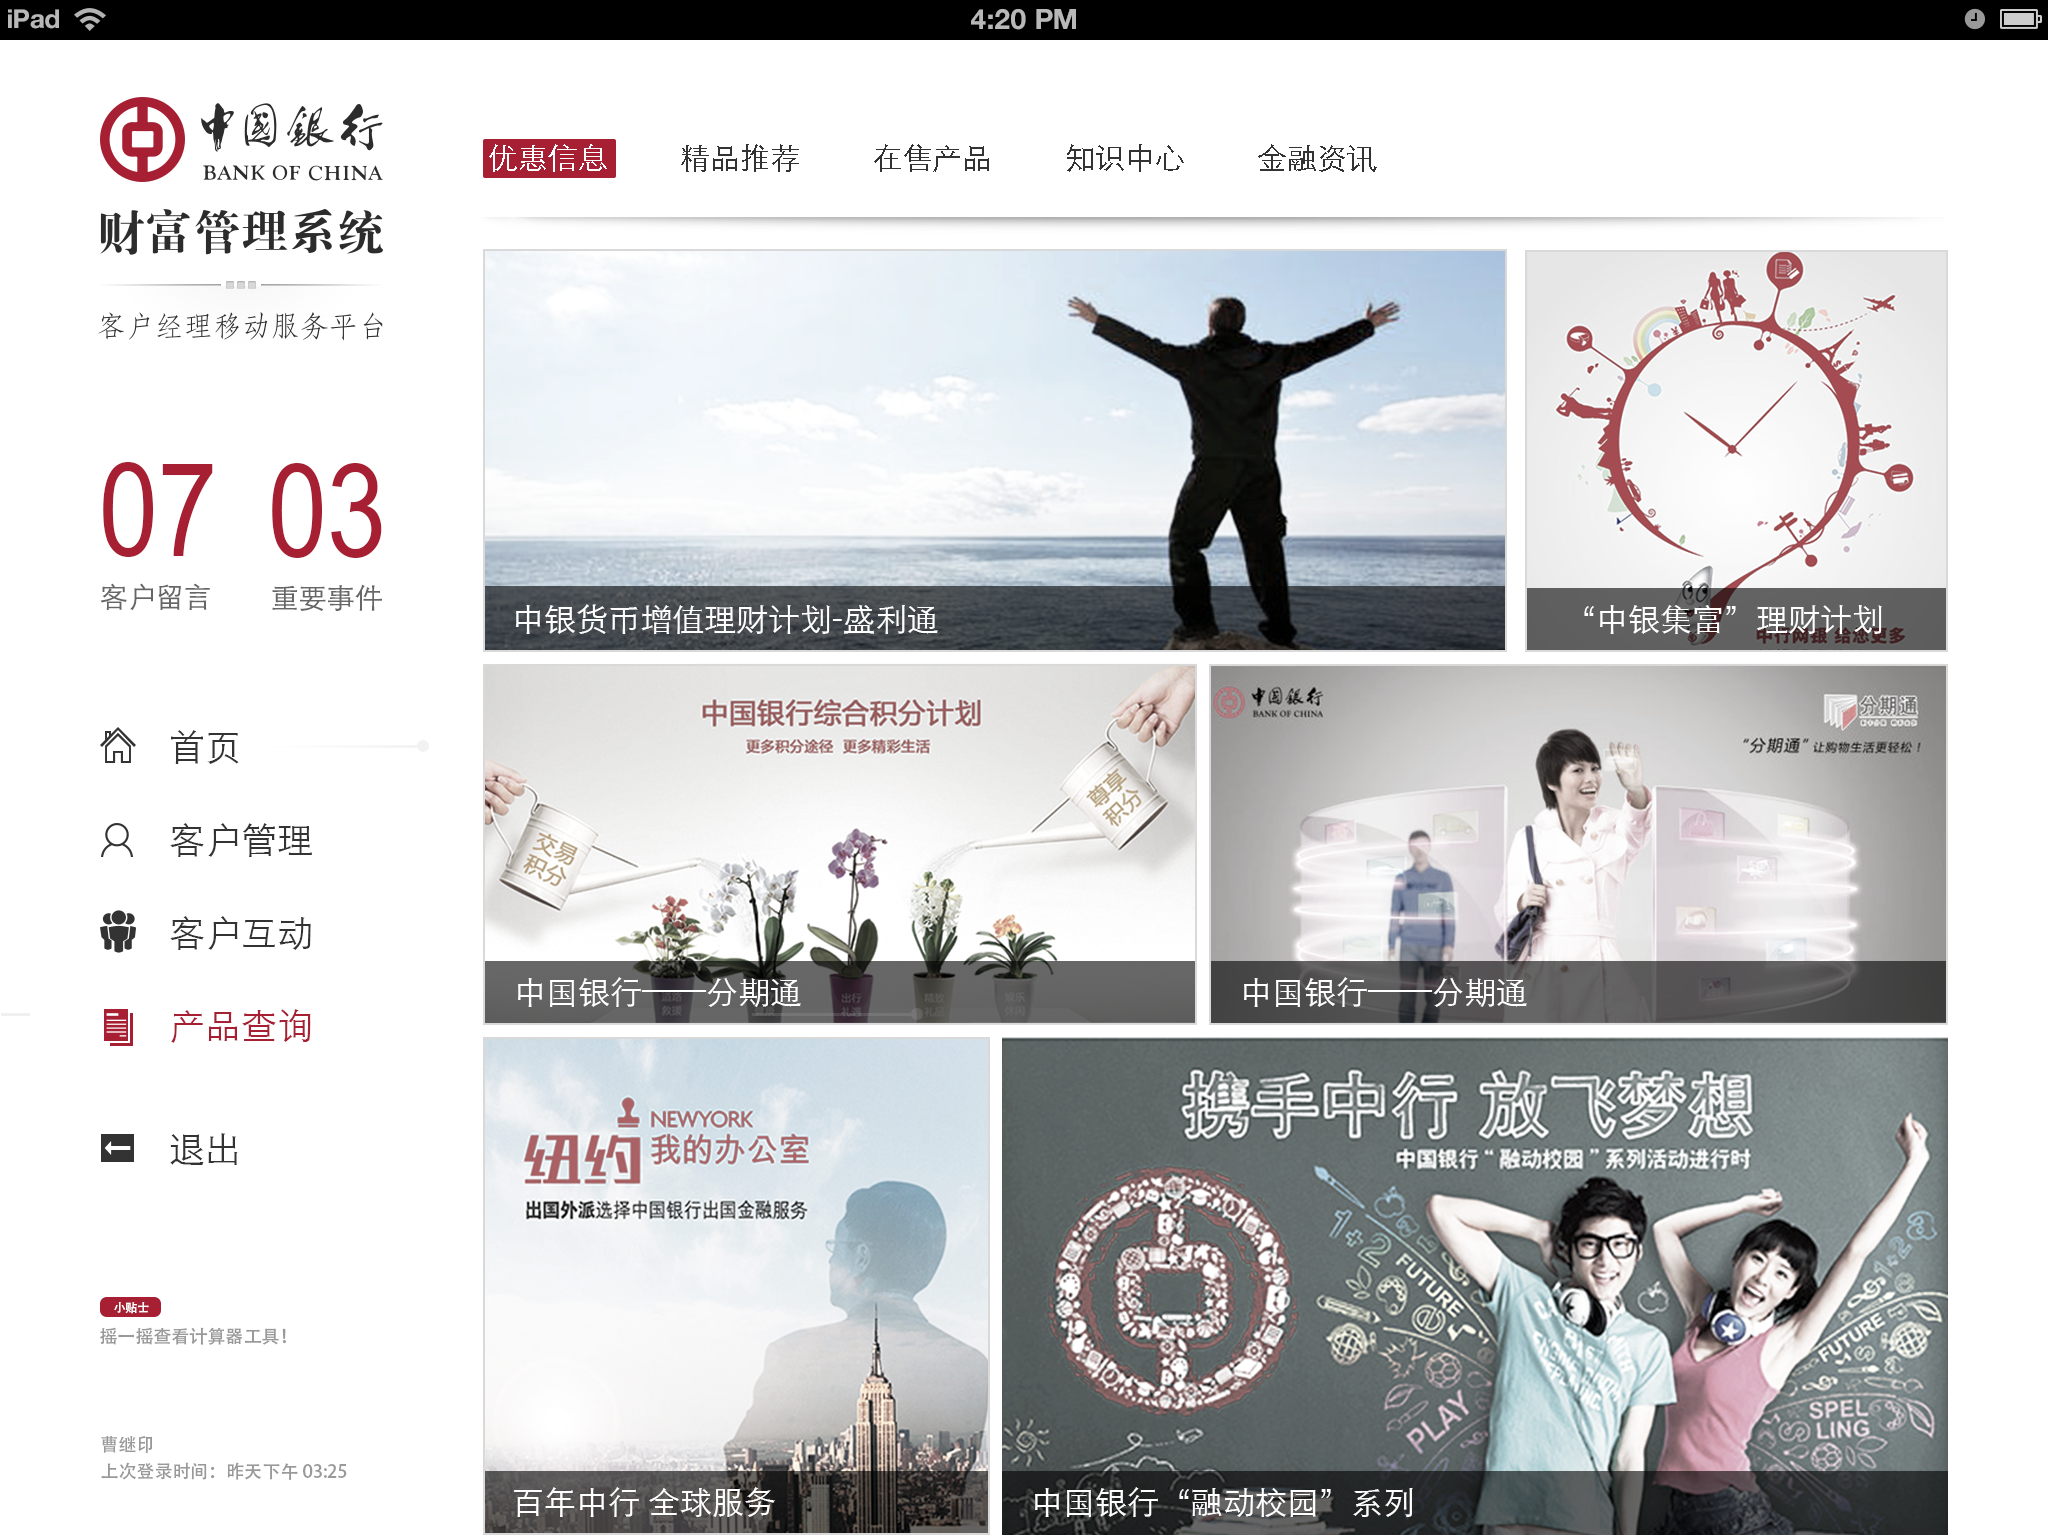 iPad
4:20 PM
中国銀行
BANK OF CHINA
财富管理系统
客户经理移动服务平台
07 03
客户留言 重要事件
首页
客户管理
客户互动
产品查询
退出
小贴士
摇一摇查看计算器工具!
曹继印
上次登录时间：昨天下午 03:25
优惠信息 精品推荐 在售产品 知识中心 金融资讯
中银货币增值理财计划-盛利通
“中银集富”理财计划
中行网银 给您更多
中国银行综合积分计划
更多积分途径 更多精彩生活
交易
积分
尊享
积分
中国银行——分期通
中国銀行
BANK OF CHINA
分期通
“分期通”让购物生活更轻松！
中国银行——分期通
NEWYORK
纽约 我的办公室
出国外派选择中国银行出国金融服务
百年中行 全球服务
携手中行 放飞梦想
中国银行“融动校园”系列活动进行时
1+2
FUTURE
PLAY
1+2
FUTURE
SPEL
LING
中国银行“融动校园”系列